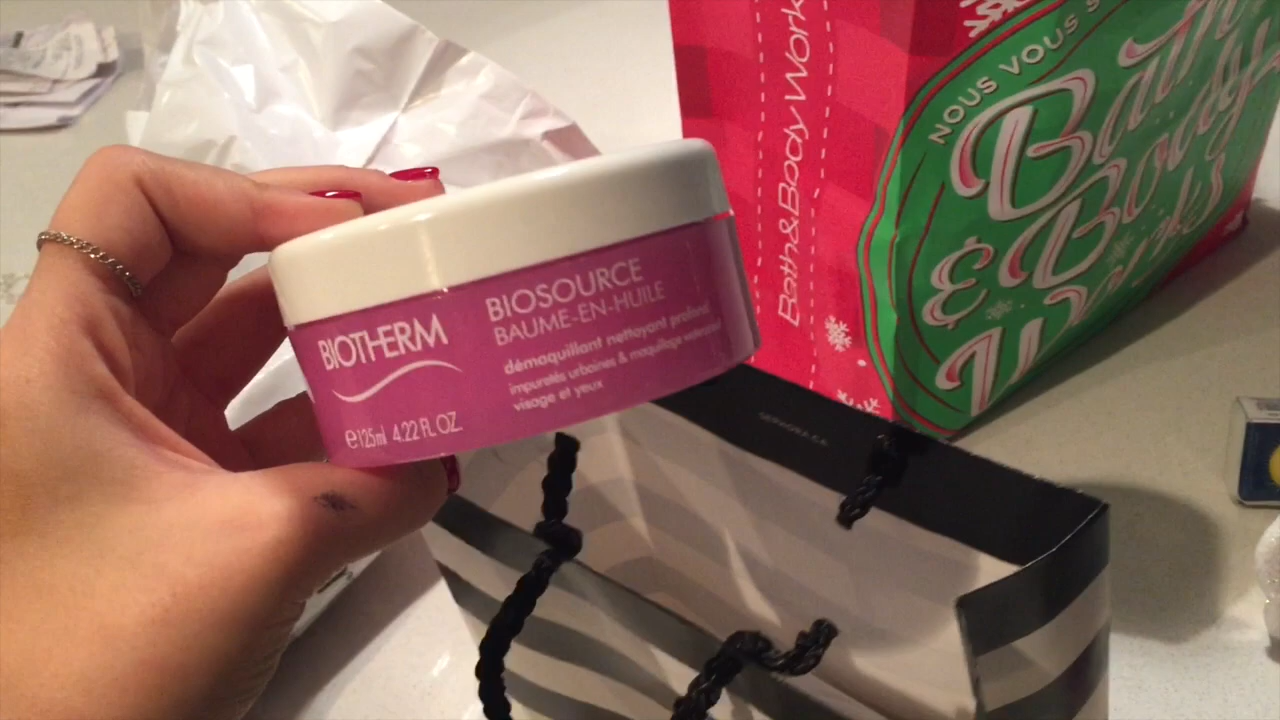 BIOTHERM
BIOSOURCE
BAUME-EN-HUILE
démaquillant nettoyant profond
impuretés urbaines & maquillage waterproof
visage et yeux
e 125ml 4.22 FL. OZ.
Bath&Body Works
NOUS VOUS
Bath
& Body
Works